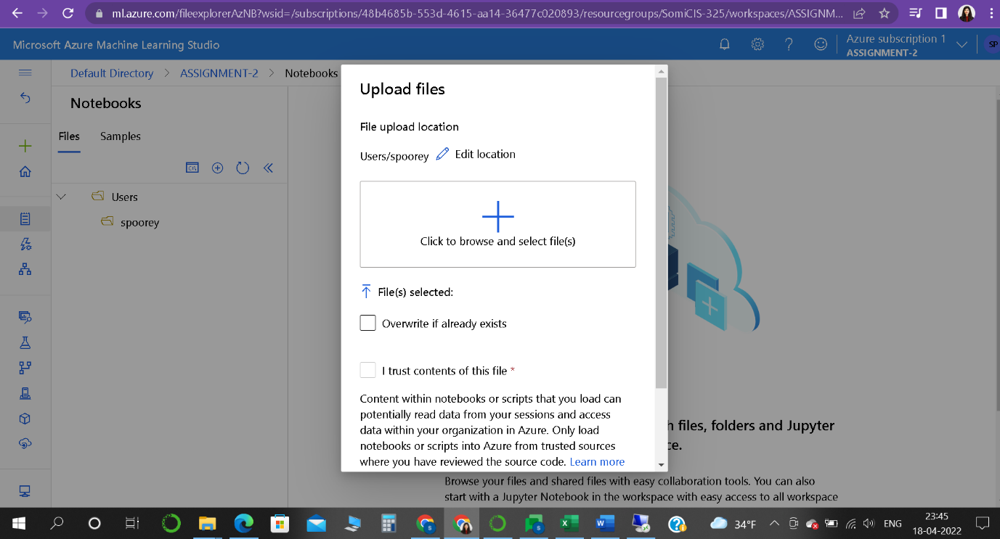 ml.azure.com/fileexplorerAzNB?wsid=/subscriptions/48b4685b-553d-4615-aa14-36477c020893/resourcegroups/SomiCIS-325/workspaces/ASSIGNM...
Microsoft Azure Machine Learning Studio
Azure subscription 1
ASSIGNMENT-2
SP
Default Directory > ASSIGNMENT-2 > Notebooks
Notebooks
Files Samples
Users
spoorey
Upload files
File upload location
Users/spoorey Edit location
Click to browse and select file(s)
File(s) selected:
Overwrite if already exists
I trust contents of this file *
Content within notebooks or scripts that you load can
potentially read data from your sessions and access
data within your organization in Azure. Only load
notebooks or scripts into Azure from trusted sources
where you have reviewed the source code. Learn more
files, folders and Jupyter
ce.
Browse your files and shared files with easy collaboration tools. You can also
start with a Jupyter Notebook in the workspace with easy access to all workspace
34°F
ENG
23:45
18-04-2022